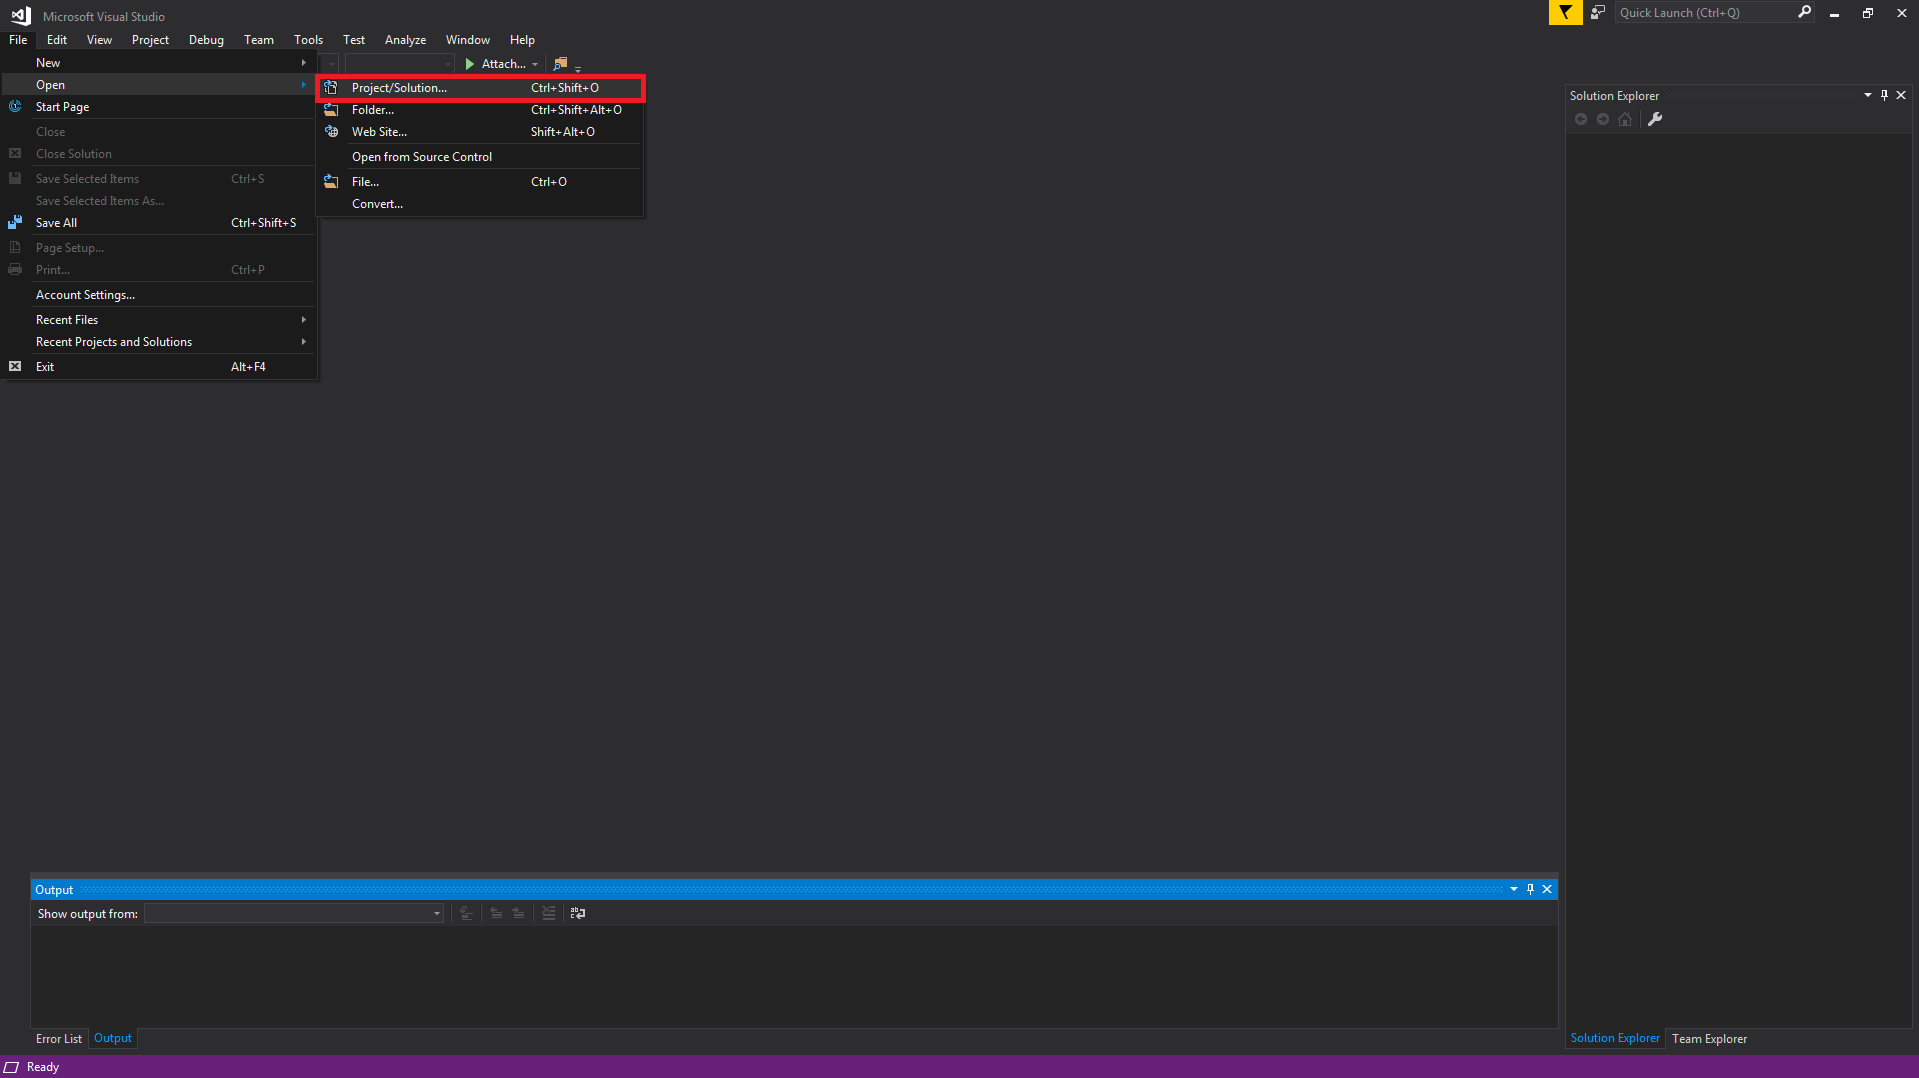 Microsoft Visual Studio
Quick Launch (Ctrl+Q)
File Edit View Project Debug Team Tools Test Analyze Window Help
Attach...
New
Open
Start Page
Close
Close Solution
Save Selected Items Ctrl+S
Save Selected Items As...
Save All Ctrl+Shift+S
Page Setup...
Print... Ctrl+P
Account Settings...
Recent Files
Recent Projects and Solutions
Exit Alt+F4
Project/Solution... Ctrl+Shift+O
Folder... Ctrl+Shift+Alt+O
Web Site... Shift+Alt+O
Open from Source Control
File... Ctrl+O
Convert...
Solution Explorer
Output
Show output from:
Error List Output
Solution Explorer Team Explorer
Ready